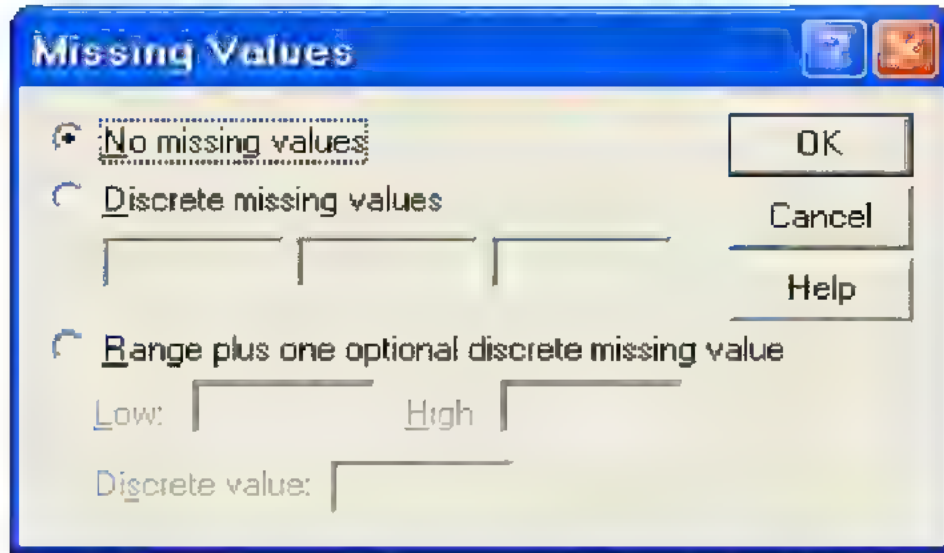 Missing Values
No missing values
OK
Discrete missing values
Cancel
Help
Range plus one optional discrete missing value
Low: High
Discrete value: